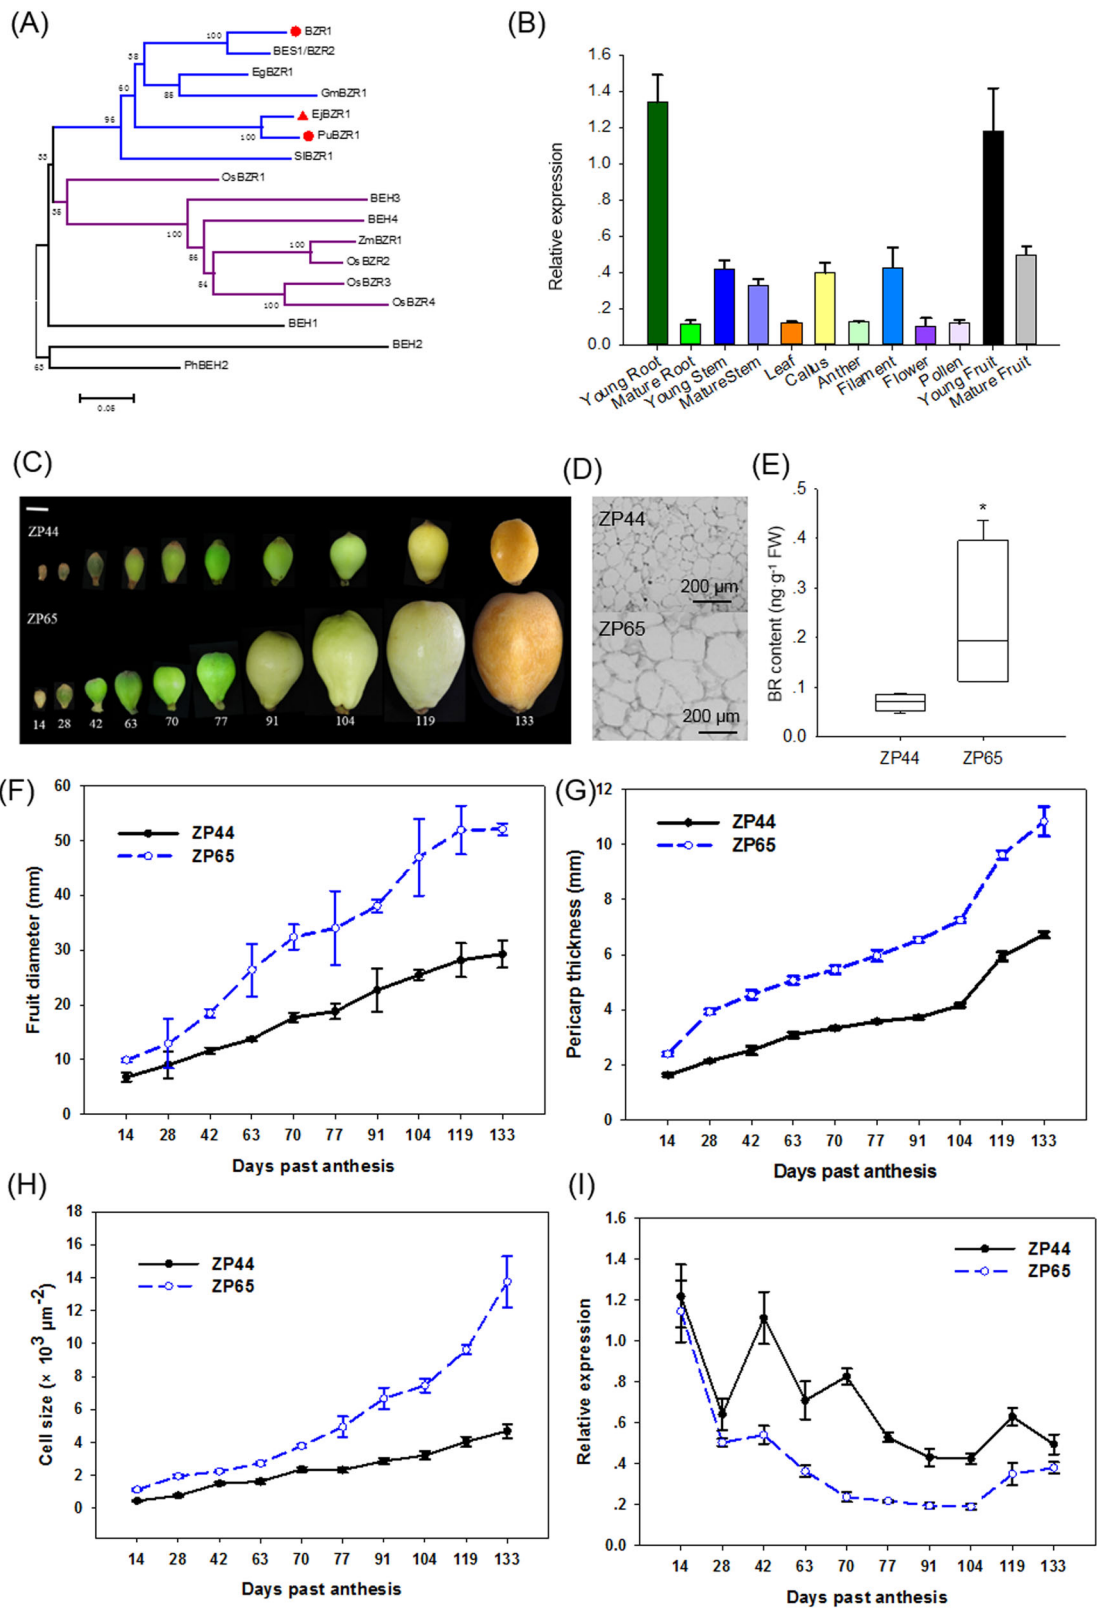 (A)
BZR1
100
BES1/BZR2
38
EgBZR1
60
85
GmBZR1
96
EjBZR1
100
PuBZR1
SlBZR1
33
OsBZR1
35
BEH3
100
BEH4
56
100
ZmBZR1
OsBZR2
54
OsBZR3
100
OsBZR4
BEH1
BEH2
63
PhBEH2
0.05
(B)
Relative expression
1.6
1.4
1.2
1.0
.8
.6
.4
.2
0.0
Young Root
Mature Root
Young Stem
MatureStem
Leaf
Callus
Anther
Filament
Flower
Pollen
Young Fruit
Mature Fruit
(C)
ZP44
ZP65
14 28 42 63 70 77 91 104 119 133
(D)
ZP44
200 µm
ZP65
200 µm
(E)
BR content (ng·g⁻¹ FW)
.5
.4
.3
.2
.1
0.0
*
ZP44 ZP65
(F)
Fruit diameter (mm)
60
50
40
30
20
10
0
ZP44
ZP65
14 28 42 63 70 77 91 104 119 133
Days past anthesis
(G)
Pericarp thickness (mm)
12
10
8
6
4
2
0
ZP44
ZP65
14 28 42 63 70 77 91 104 119 133
Days past anthesis
(H)
Cell size (× 10³ µm⁻²)
18
16
14
12
10
8
6
4
2
0
ZP44
ZP65
14 28 42 63 70 77 91 104 119 133
Days past anthesis
(I)
Relative expression
1.6
1.4
1.2
1.0
.8
.6
.4
.2
0.0
ZP44
ZP65
14 28 42 63 70 77 91 104 119 133
Days past anthesis